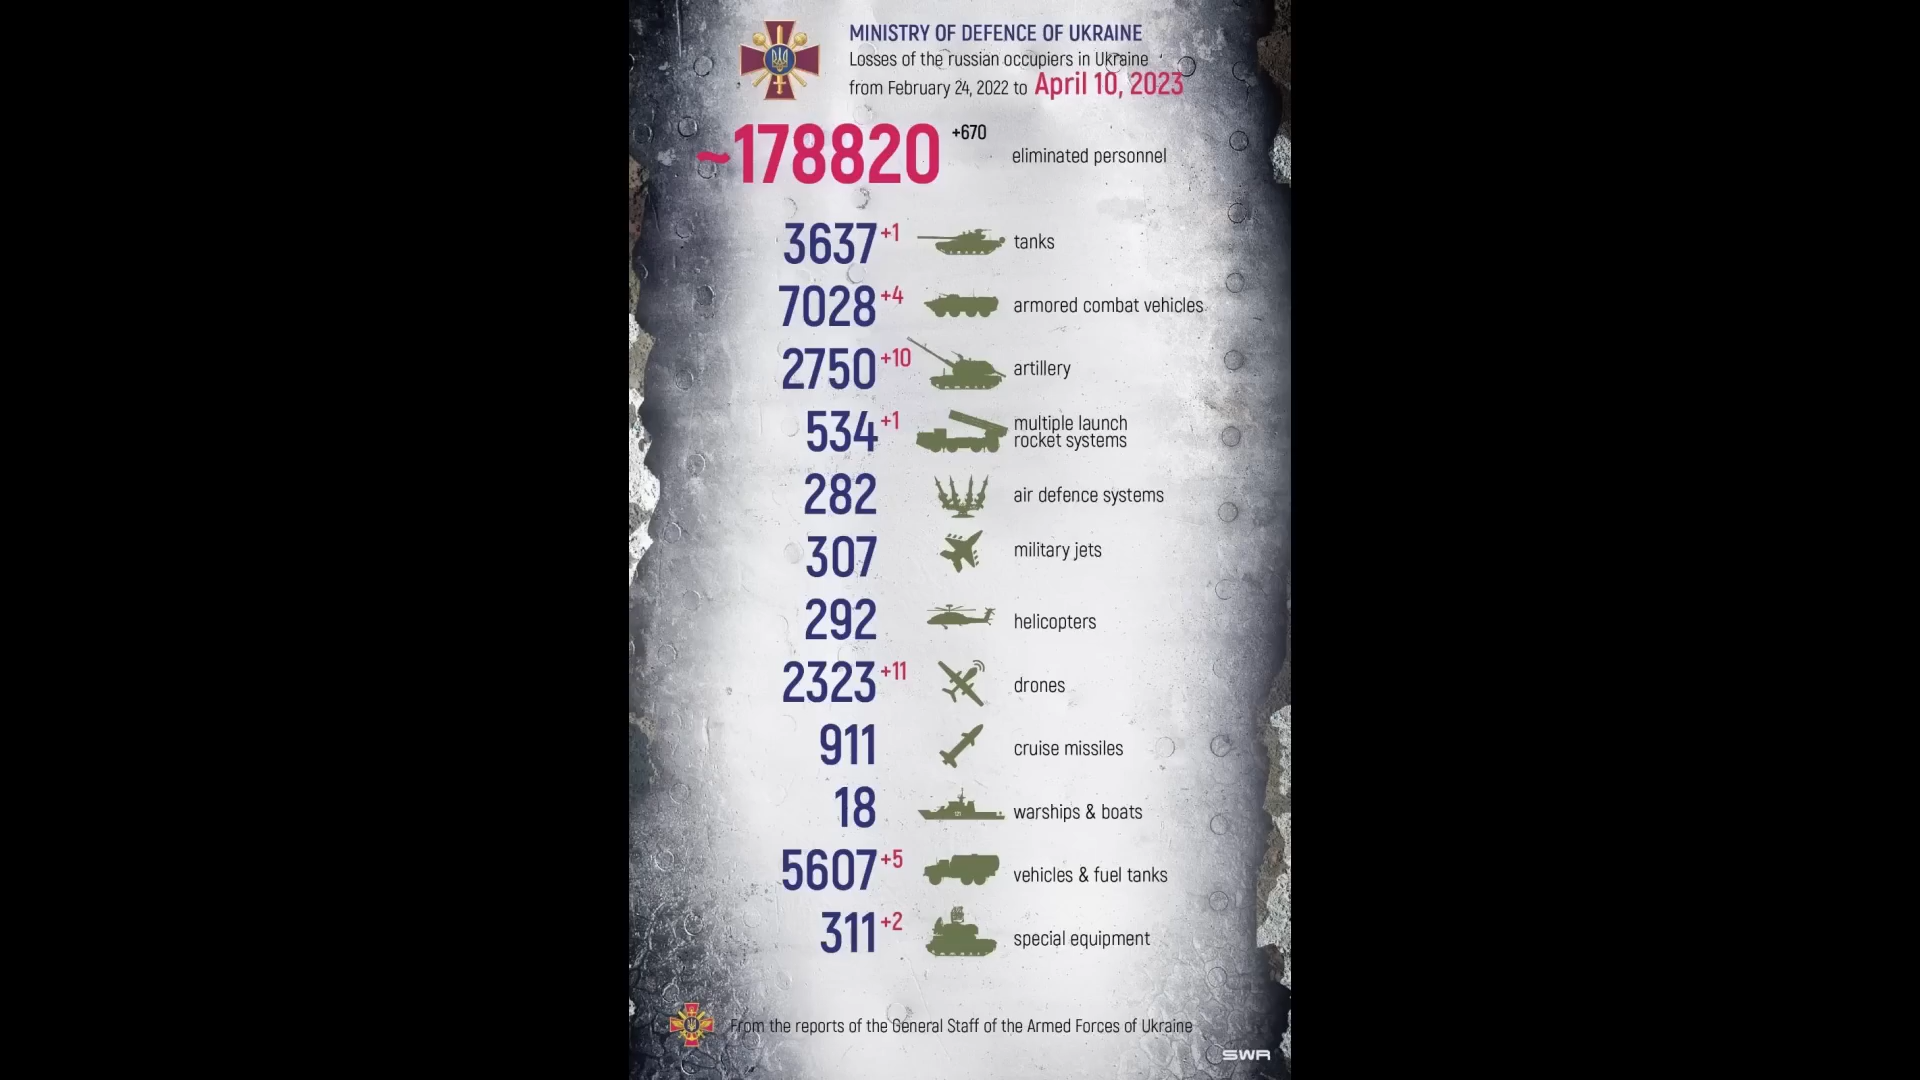 MINISTRY OF DEFENCE OF UKRAINE
Losses of the russian occupiers in Ukraine
from February 24, 2022 to April 10, 2023
~178820 +670 eliminated personnel
3637 +1 tanks
7028 +4 armored combat vehicles
2750 +10 artillery
534 +1 multiple launch
rocket systems
282 air defence systems
307 military jets
292 helicopters
2323 +11 drones
911 cruise missiles
18 warships & boats
5607 +5 vehicles & fuel tanks
311 +2 special equipment
From the reports of the General Staff of the Armed Forces of Ukraine
SWR